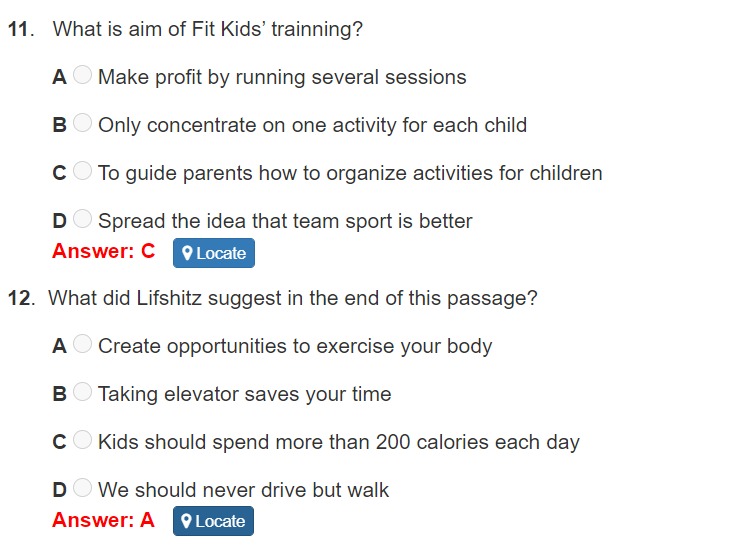 11. What is aim of Fit Kids’ trainning?
A Make profit by running several sessions
B Only concentrate on one activity for each child
C To guide parents how to organize activities for children
D Spread the idea that team sport is better
Answer: C Locate
12. What did Lifshitz suggest in the end of this passage?
A Create opportunities to exercise your body
B Taking elevator saves your time
C Kids should spend more than 200 calories each day
D We should never drive but walk
Answer: A Locate